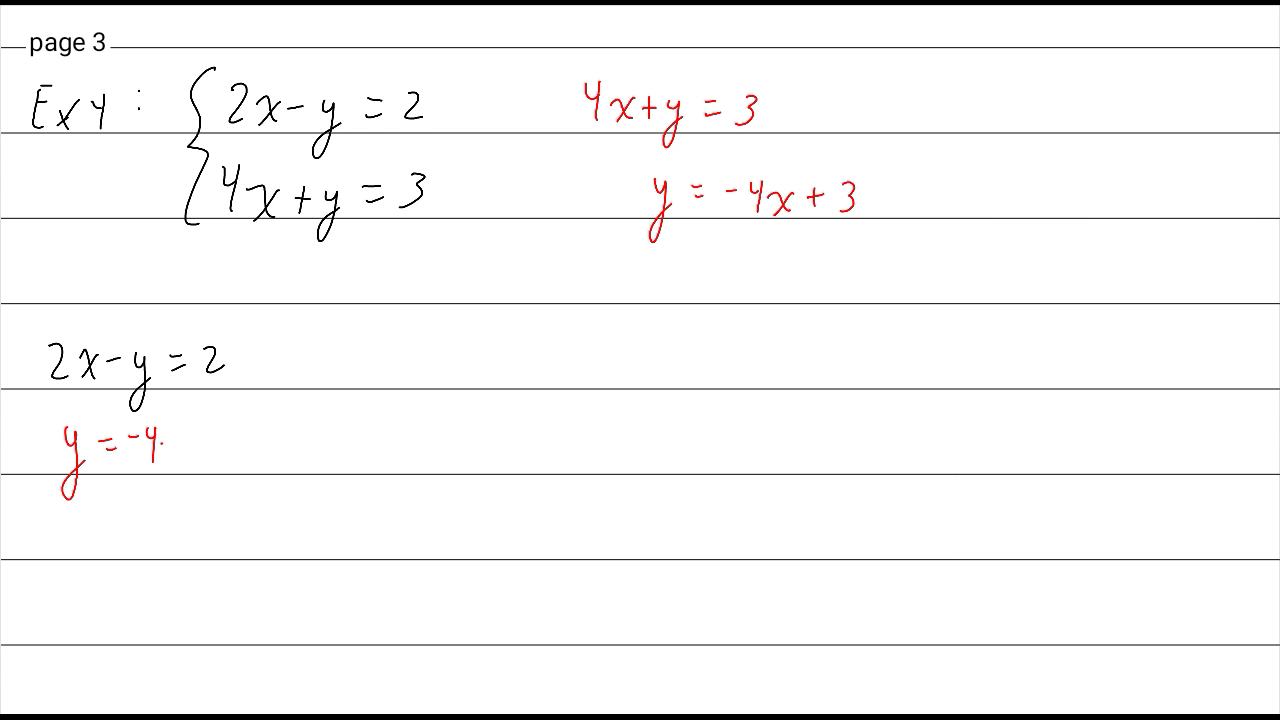 page 3
Ex 4 : { 2x - y = 2
4x + y = 3
4x + y = 3
y = -4x + 3
2x - y = 2
y = -4.